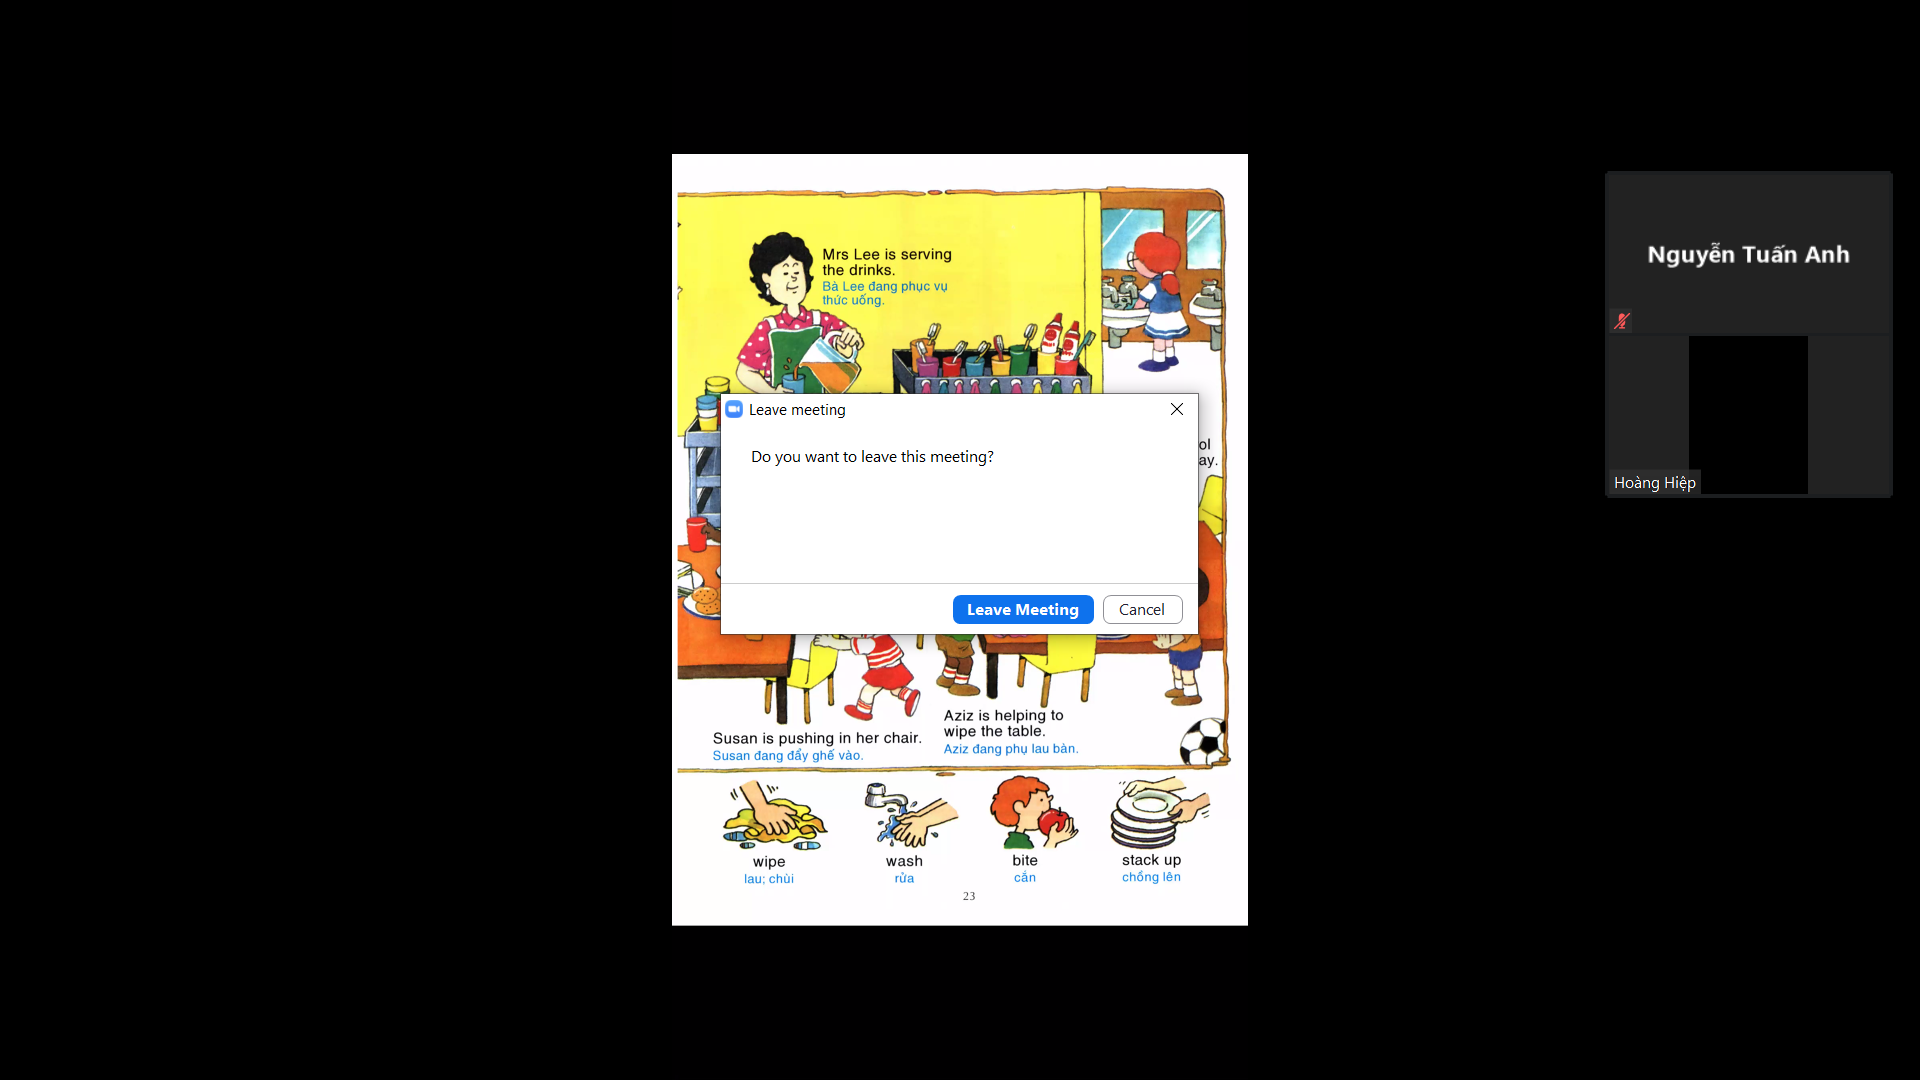 Mrs Lee is serving
the drinks.
Bà Lee đang phục vụ
thức uống.
Leave meeting
Do you want to leave this meeting?
Leave Meeting
Cancel
Susan is pushing in her chair.
Susan đang đẩy ghế vào.
Aziz is helping to
wipe the table.
Aziz đang phụ lau bàn.
wipe
lau; chùi
wash
rửa
bite
cắn
stack up
chồng lên
23
Nguyễn Tuấn Anh
Hoàng Hiệp